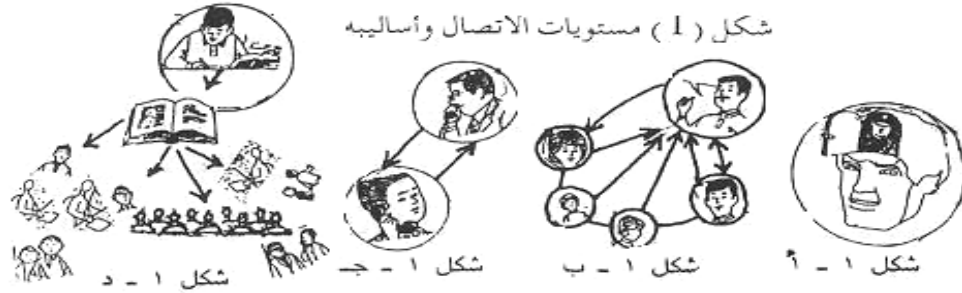 شكل ( 1 ) مستويات الاتصال وأساليبه
شكل ١ - أ
شكل ١ - ب
شكل ١ - جـ
شكل ١ - د